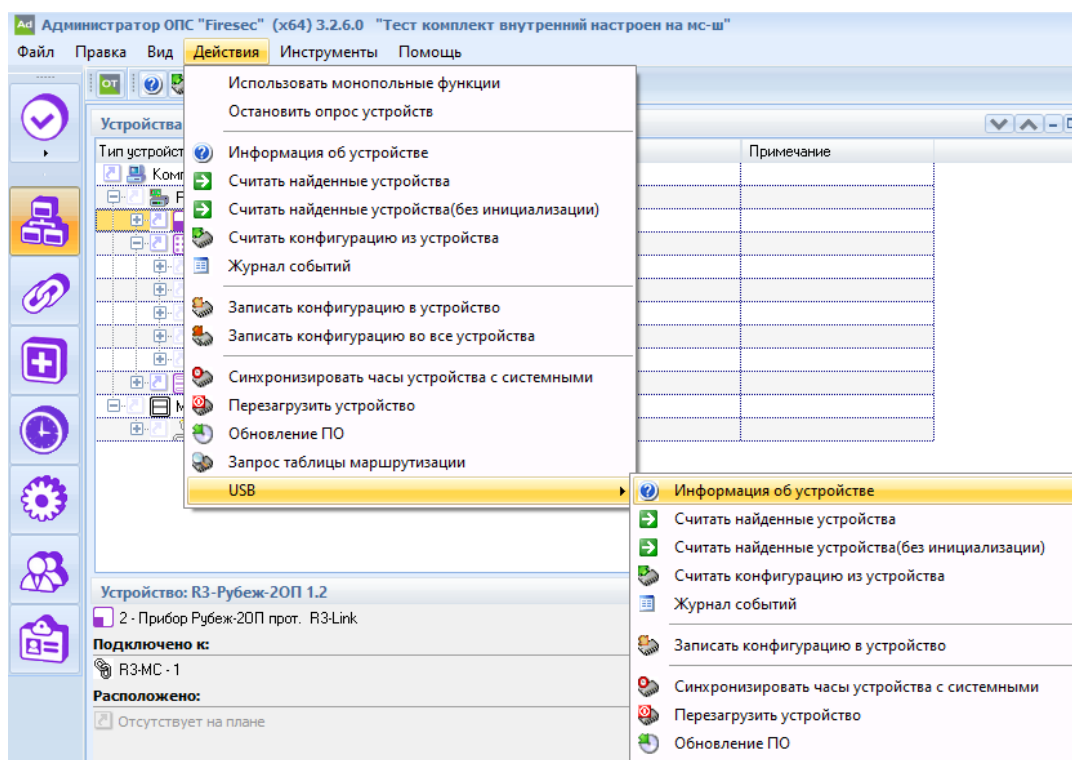 Ad Администратор ОПС "Firesec" (x64) 3.2.6.0 "Тест комплект внутренний настроен на мс-ш"
Файл Правка Вид Действия Инструменты Помощь
ОТ
Устройства
Тип устройст
Примечание
Комп
Использовать монопольные функции
Остановить опрос устройств
Информация об устройстве
Считать найденные устройства
Считать найденные устройства(без инициализации)
Считать конфигурацию из устройства
Журнал событий
Записать конфигурацию в устройство
Записать конфигурацию во все устройства
Синхронизировать часы устройства с системными
Перезагрузить устройство
Обновление ПО
Запрос таблицы маршрутизации
USB
Информация об устройстве
Считать найденные устройства
Считать найденные устройства(без инициализации)
Считать конфигурацию из устройства
Журнал событий
Записать конфигурацию в устройство
Синхронизировать часы устройства с системными
Перезагрузить устройство
Обновление ПО
Устройство: R3-Рубеж-2ОП 1.2
2 - Прибор Рубеж-2ОП прот. R3-Link
Подключено к:
R3-МС - 1
Расположено:
Отсутствует на плане